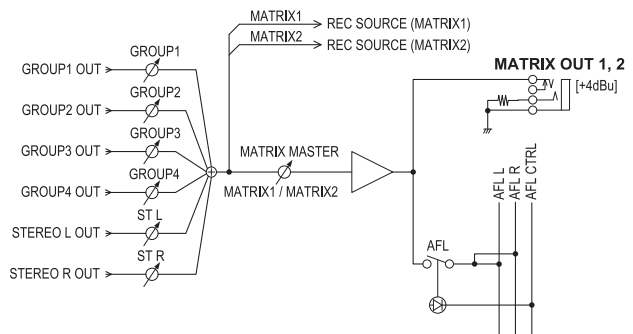 MATRIX1
REC SOURCE (MATRIX1)
MATRIX2
REC SOURCE (MATRIX2)
MATRIX OUT 1, 2
[+4dBu]
GROUP1
GROUP1 OUT
GROUP2
GROUP2 OUT
GROUP3
GROUP3 OUT
MATRIX MASTER
GROUP4
GROUP4 OUT
MATRIX1 / MATRIX2
ST L
STEREO L OUT
ST R
STEREO R OUT
AFL
AFL L
AFL R
AFL CTRL